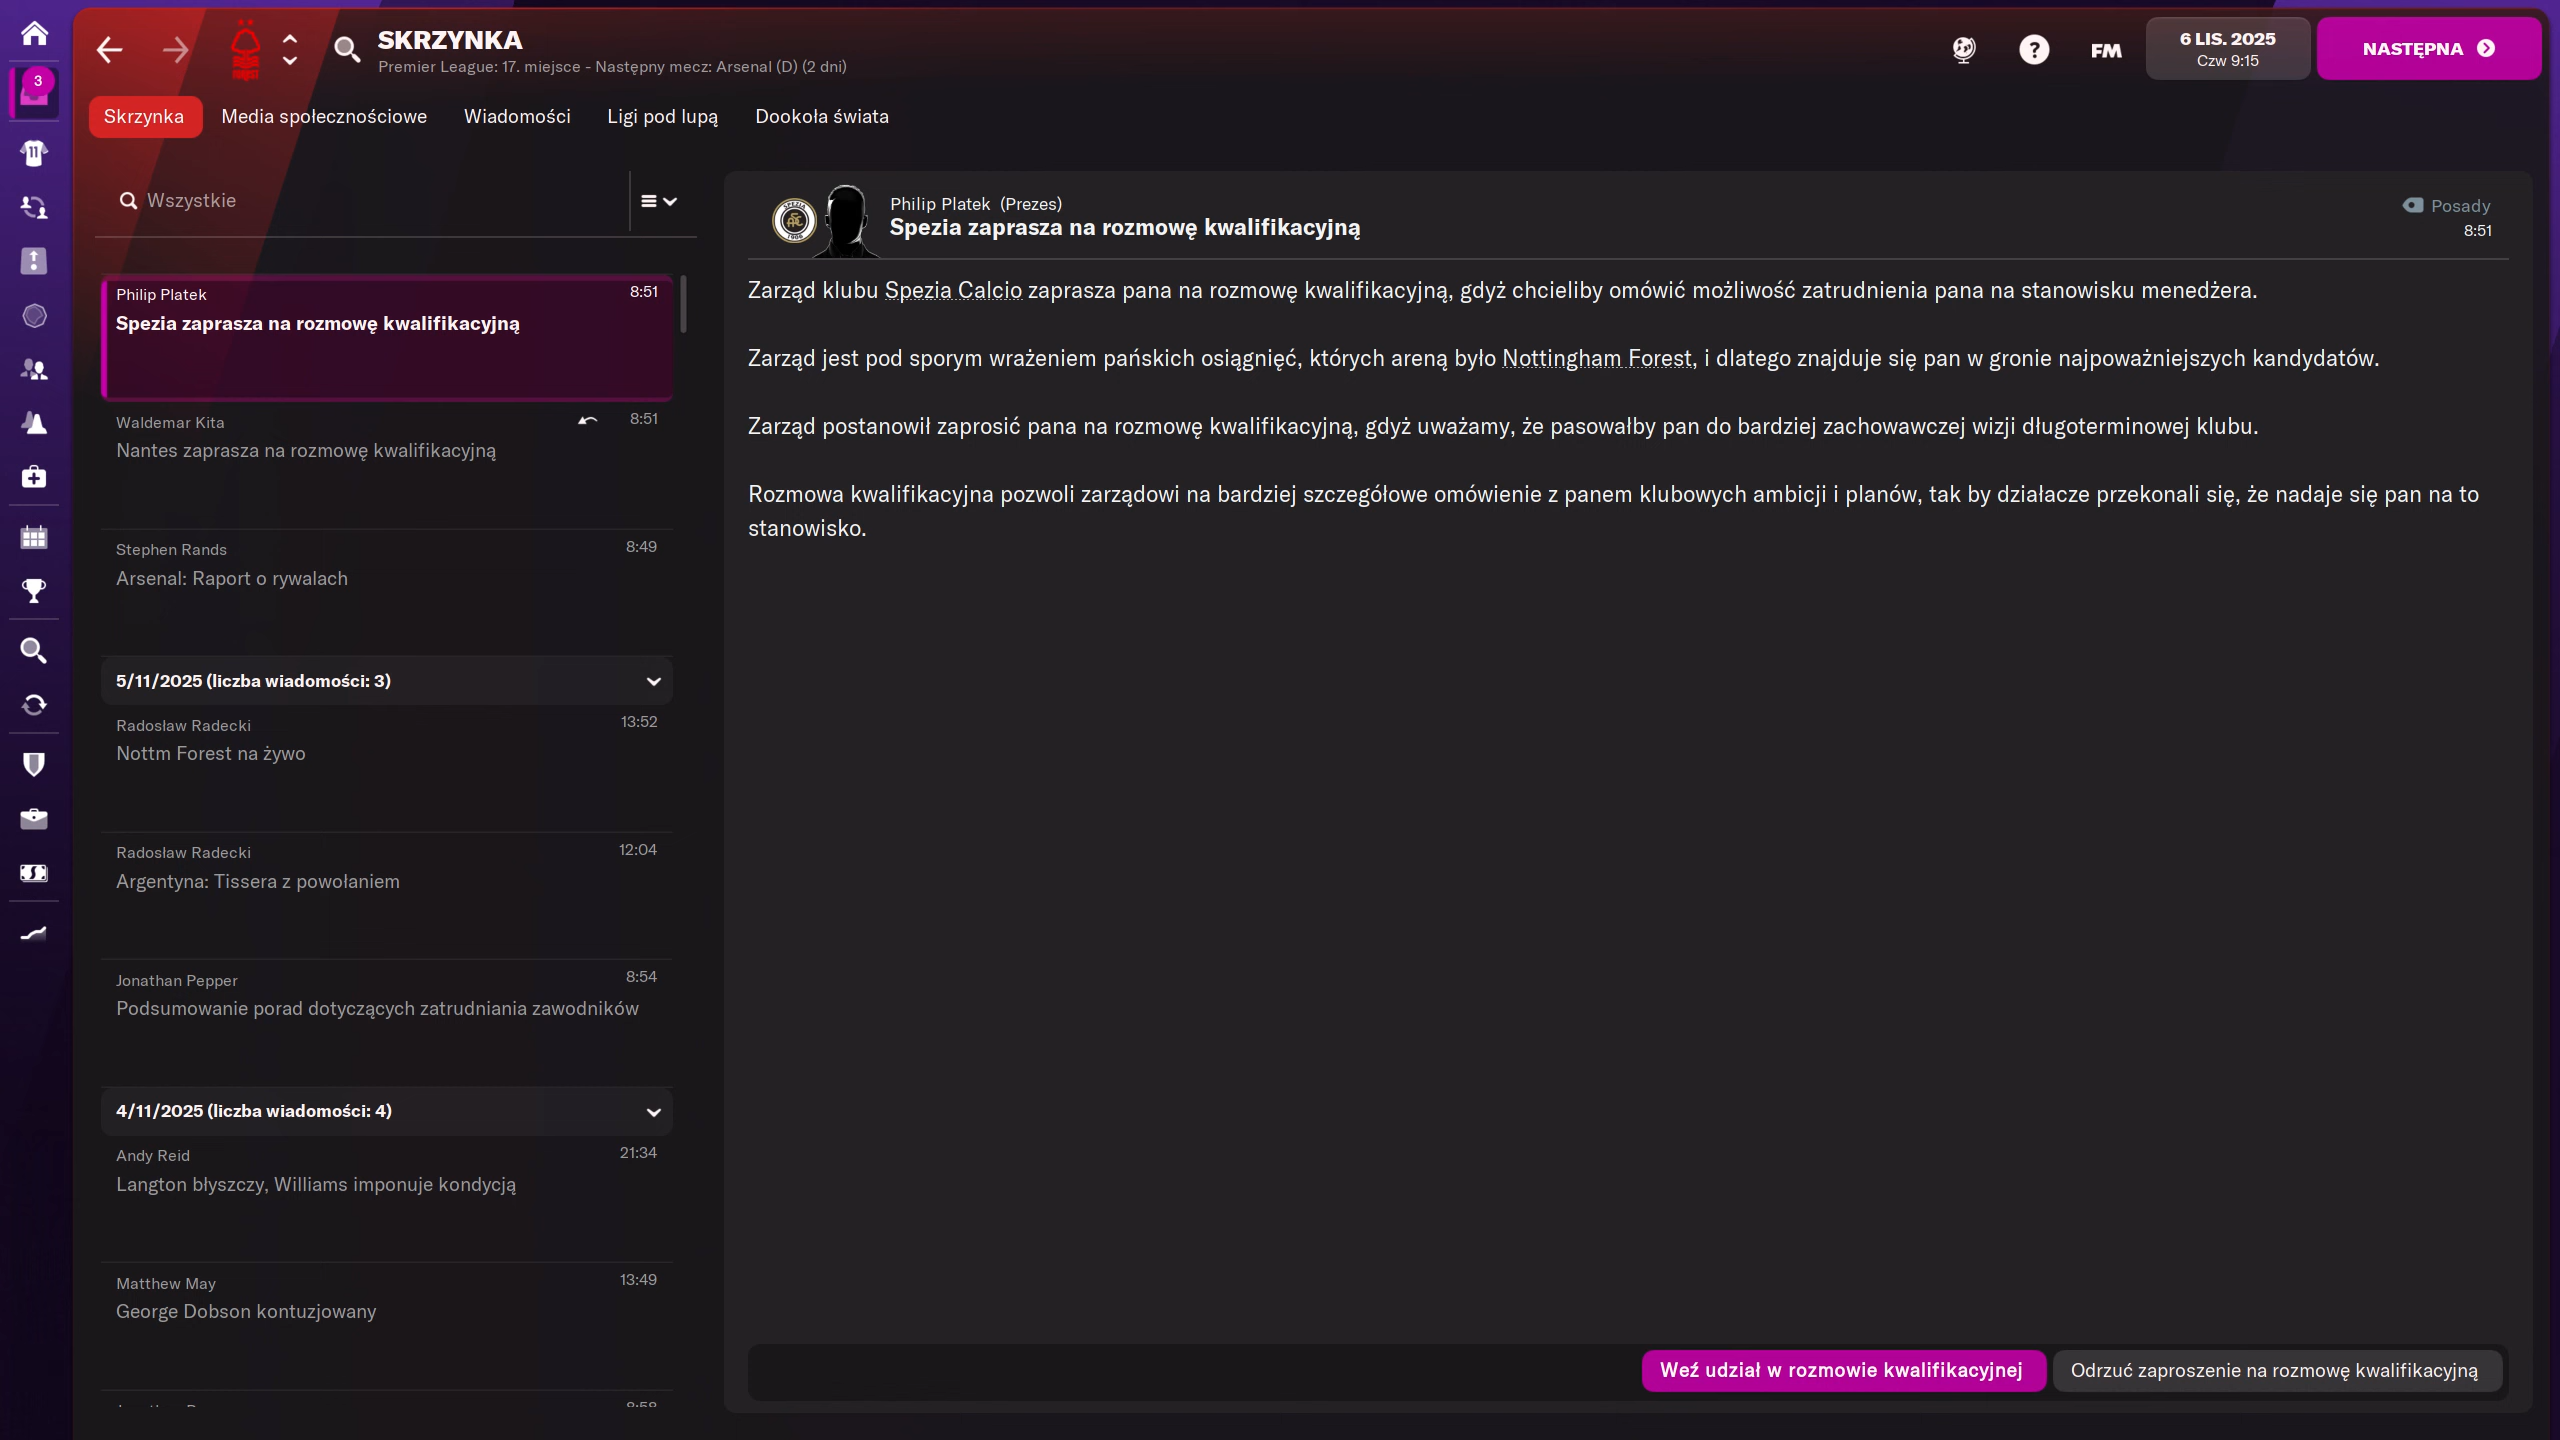 3
SKRZYNKA
Premier League: 17. miejsce - Następny mecz: Arsenal (D) (2 dni)
FM
6 LIS. 2025
Czw 9:15
NASTĘPNA
Skrzynka
Media społecznościowe
Wiadomości
Ligi pod lupą
Dookoła świata
11
Wszystkie
Philip Platek
8:51
Spezia zaprasza na rozmowę kwalifikacyjną
Waldemar Kita
8:51
Nantes zaprasza na rozmowę kwalifikacyjną
Stephen Rands
8:49
Arsenal: Raport o rywalach
5/11/2025 (liczba wiadomości: 3)
Radosław Radecki
13:52
Nottm Forest na żywo
Radosław Radecki
12:04
Argentyna: Tissera z powołaniem
Jonathan Pepper
8:54
Podsumowanie porad dotyczących zatrudniania zawodników
4/11/2025 (liczba wiadomości: 4)
Andy Reid
21:34
Langton błyszczy, Williams imponuje kondycją
Matthew May
13:49
George Dobson kontuzjowany
Philip Platek (Prezes)
Spezia zaprasza na rozmowę kwalifikacyjną
Posady
8:51
Zarząd klubu Spezia Calcio zaprasza pana na rozmowę kwalifikacyjną, gdyż chcieliby omówić możliwość zatrudnienia pana na stanowisku menedżera.
Zarząd jest pod sporym wrażeniem pańskich osiągnięć, których areną było Nottingham Forest, i dlatego znajduje się pan w gronie najpoważniejszych kandydatów.
Zarząd postanowił zaprosić pana na rozmowę kwalifikacyjną, gdyż uważamy, że pasowałby pan do bardziej zachowawczej wizji długoterminowej klubu.
Rozmowa kwalifikacyjna pozwoli zarządowi na bardziej szczegółowe omówienie z panem klubowych ambicji i planów, tak by działacze przekonali się, że nadaje się pan na to
stanowisko.
Weź udział w rozmowie kwalifikacyjnej
Odrzuć zaproszenie na rozmowę kwalifikacyjną